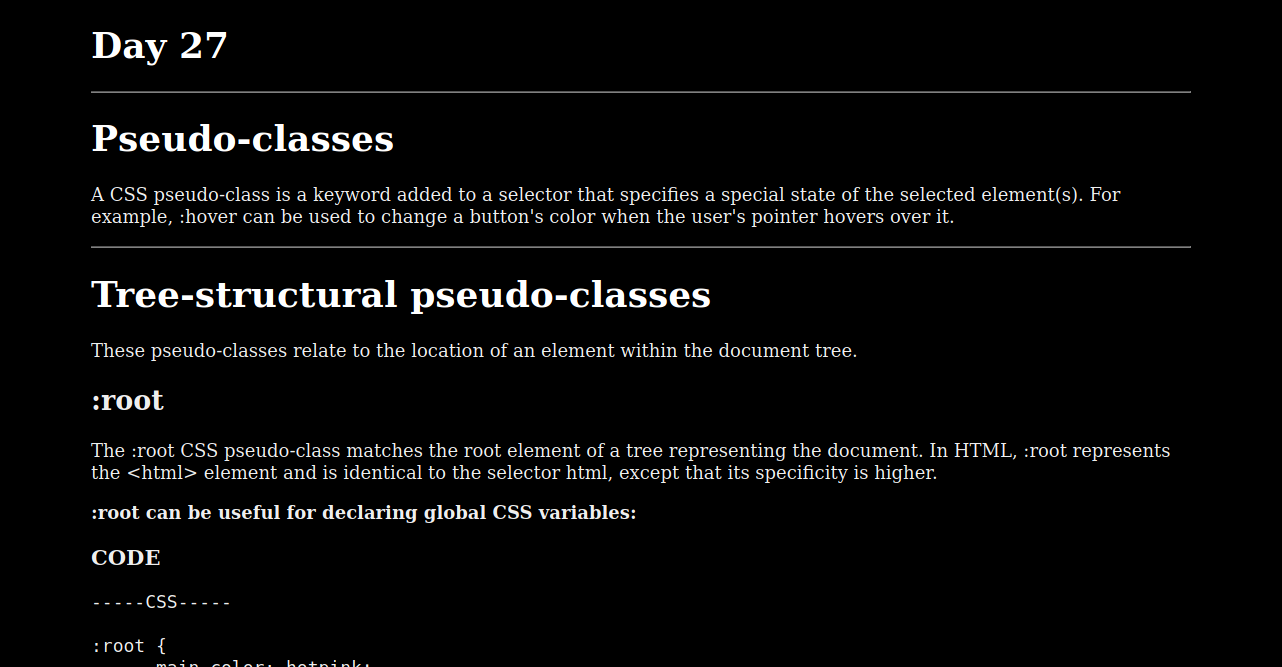 Day 27
Pseudo-classes
A CSS pseudo-class is a keyword added to a selector that specifies a special state of the selected element(s). For
example, :hover can be used to change a button's color when the user's pointer hovers over it.
Tree-structural pseudo-classes
These pseudo-classes relate to the location of an element within the document tree.
:root
The :root CSS pseudo-class matches the root element of a tree representing the document. In HTML, :root represents
the <html> element and is identical to the selector html, except that its specificity is higher.
:root can be useful for declaring global CSS variables:
CODE
-----CSS-----
:root {
main-color: hotpink;